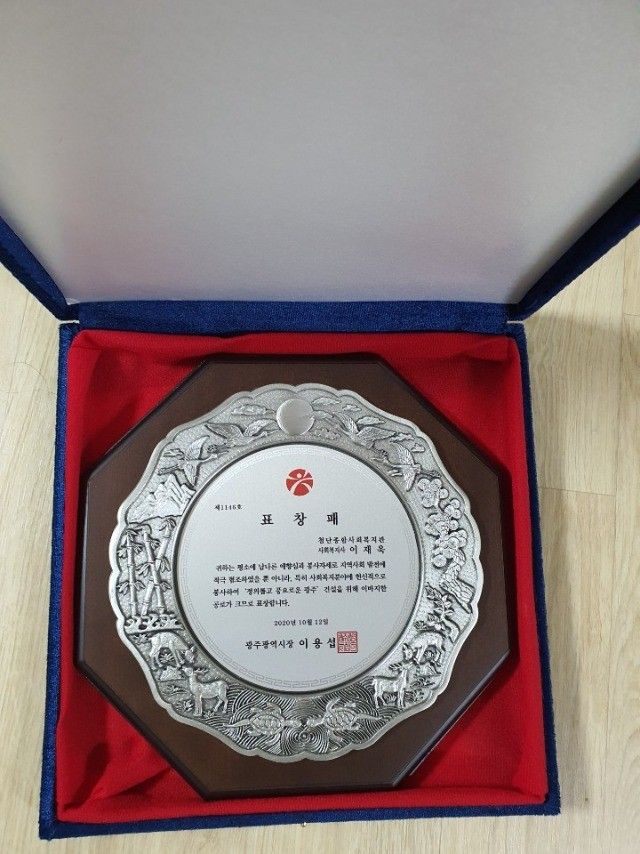 제1146호
표 창 패
첨단종합사회복지관
사회복지사 이 재 욱
귀하는 평소에 남다른 애향심과 봉사자세로 지역사회 발전에
적극 협조하셨을 뿐 아니라, 특히 사회복지분야에 헌신적으로
봉사하여 '정의롭고 풍요로운 광주' 건설을 위해 이바지한
공로가 크므로 표창합니다.
2020년 10월 12일
광주광역시장 이 용 섭